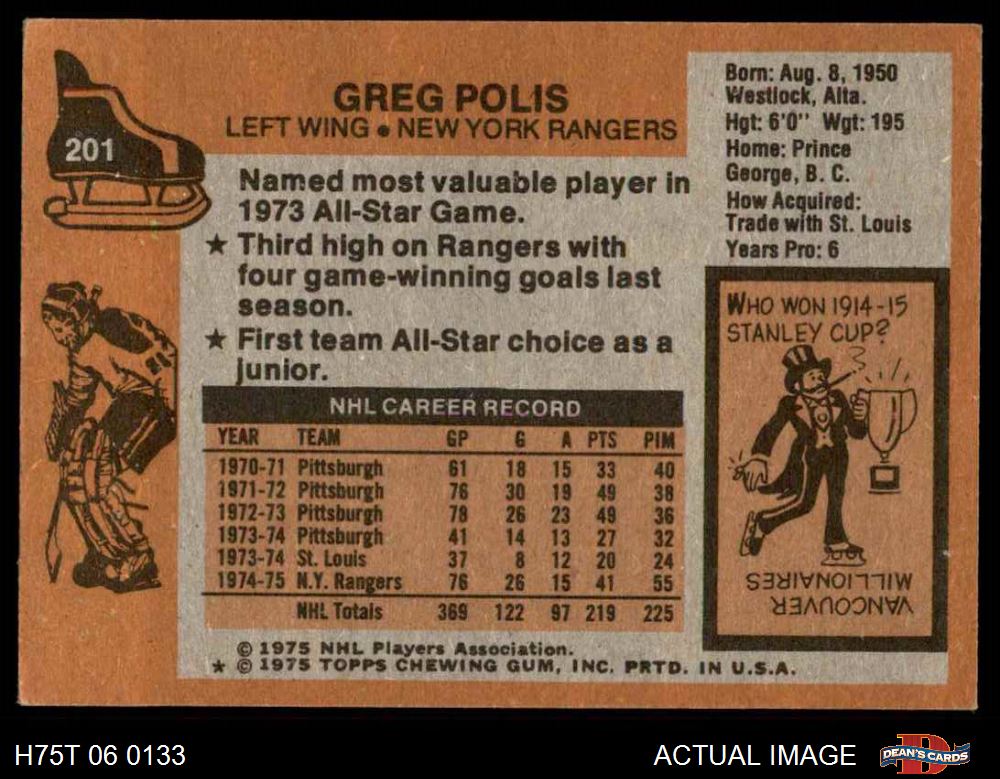 201
GREG POLIS
LEFT WING • NEW YORK RANGERS
Born: Aug. 8, 1950
Westlock, Alta.
Hgt: 6'0" Wgt: 195
Home: Prince
George, B. C.
How Acquired:
Trade with St. Louis
Years Pro: 6
Named most valuable player in
1973 All-Star Game.
★ Third high on Rangers with
four game-winning goals last
season.
★ First team All-Star choice as a
junior.
NHL CAREER RECORD
YEAR TEAM GP G A PTS PIM
1970-71 Pittsburgh 61 18 15 33 40
1971-72 Pittsburgh 76 30 19 49 38
1972-73 Pittsburgh 78 26 23 49 36
1973-74 Pittsburgh 41 14 13 27 32
1973-74 St. Louis 37 8 12 20 24
1974-75 N.Y. Rangers 76 26 15 41 55
NHL Totals 369 122 97 219 225
WHO WON 1914-15
STANLEY CUP?
VANCOUVER
MILLIONAIRES
© 1975 NHL Players Association.
★ © 1975 TOPPS CHEWING GUM, INC. PRTD. IN U.S.A.
H75T 06 0133
ACTUAL IMAGE
DEAN'S CARDS